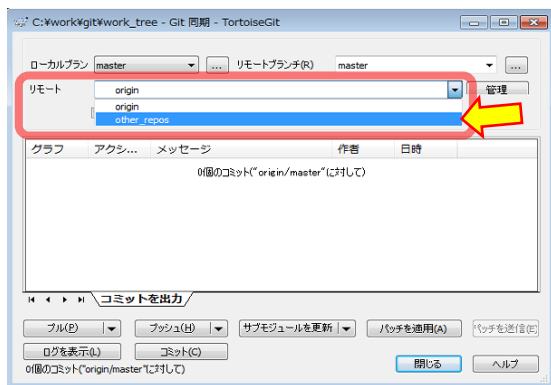 C:¥work¥git¥work_tree - Git 同期 - TortoiseGit
ローカルブラン master ... リモートブランチ(R) master ...
リモート origin 管理
origin
other_repos
グラフ アクシ... メッセージ 作者 日時
0個のコミット("origin/master"に対して)
コミットを出力
プル(P) プッシュ(H) サブモジュールを更新 パッチを適用(A) パッチを送信(E)
ログを表示(L) コミット(C) 閉じる ヘルプ
0個のコミット("origin/master"に対して)